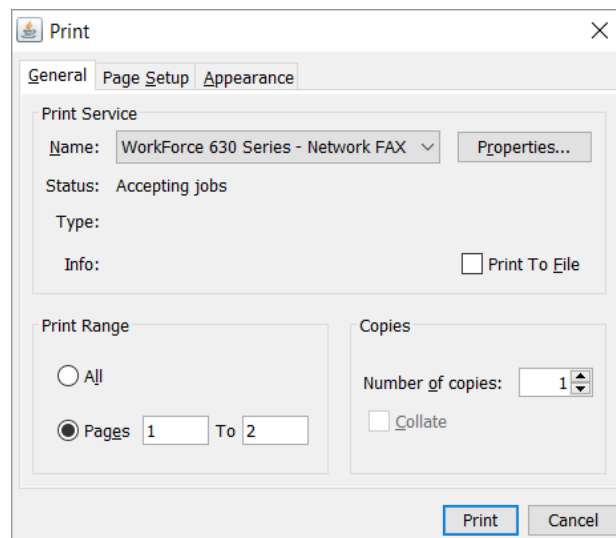 Print
General Page Setup Appearance
Print Service
Name: WorkForce 630 Series - Network FAX Properties...
Status: Accepting jobs
Type:
Info: Print To File
Print Range
All
Pages 1 To 2
Copies
Number of copies: 1
Collate
Print Cancel